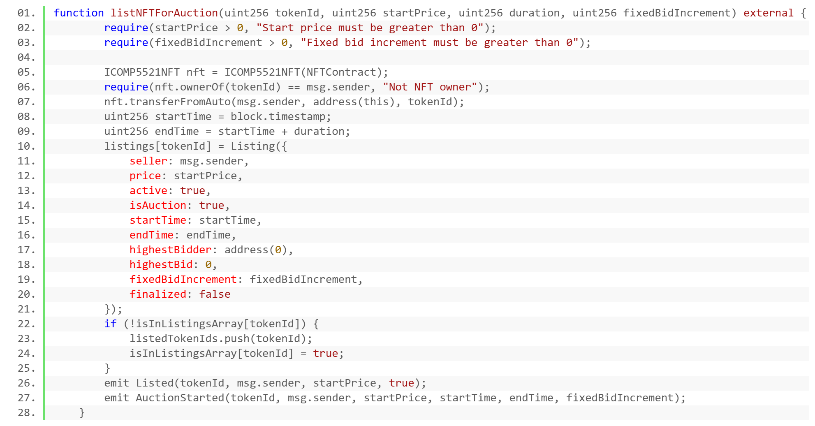 01. function listNFTForAuction(uint256 tokenId, uint256 startPrice, uint256 duration, uint256 fixedBidIncrement) external {
02. require(startPrice > 0, "Start price must be greater than 0");
03. require(fixedBidIncrement > 0, "Fixed bid increment must be greater than 0");
04.
05. ICOMP5521NFT nft = ICOMP5521NFT(NFTContract);
06. require(nft.ownerOf(tokenId) == msg.sender, "Not NFT owner");
07. nft.transferFromAuto(msg.sender, address(this), tokenId);
08. uint256 startTime = block.timestamp;
09. uint256 endTime = startTime + duration;
10. listings[tokenId] = Listing({
11. seller: msg.sender,
12. price: startPrice,
13. active: true,
14. isAuction: true,
15. startTime: startTime,
16. endTime: endTime,
17. highestBidder: address(0),
18. highestBid: 0,
19. fixedBidIncrement: fixedBidIncrement,
20. finalized: false
21. });
22. if (!isInListingsArray[tokenId]) {
23. listedTokenIds.push(tokenId);
24. isInListingsArray[tokenId] = true;
25. }
26. emit Listed(tokenId, msg.sender, startPrice, true);
27. emit AuctionStarted(tokenId, msg.sender, startPrice, startTime, endTime, fixedBidIncrement);
28. }